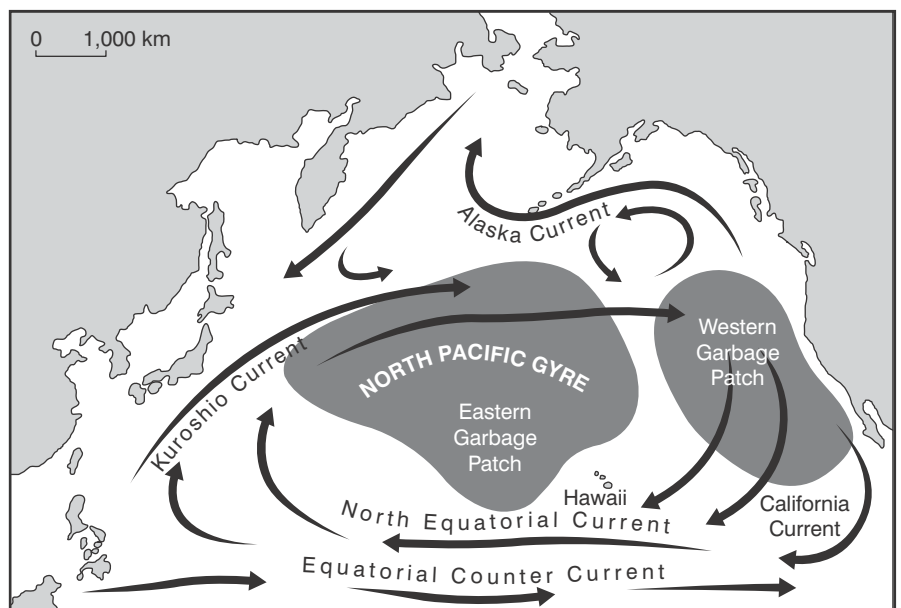 0 1,000 km
Alaska Current
Western
Garbage
Patch
Kuroshio Current
NORTH PACIFIC GYRE
Eastern
Garbage
Patch
Hawaii
California
Current
North Equatorial Current
Equatorial Counter Current